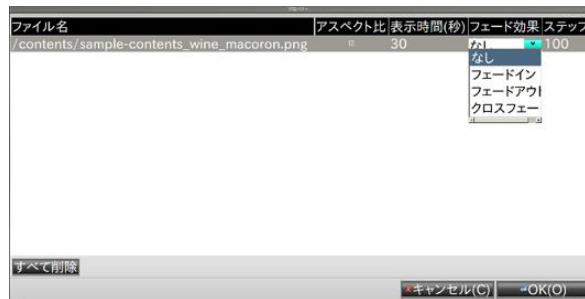 ファイル名 アスペクト比 表示時間(秒) フェード効果 ステップ
/contents/sample-contents_wine_macoron.png 30 なし 100
なし
フェードイン
フェードアウ
クロスフェー
すべて削除
キャンセル(C) OK(O)